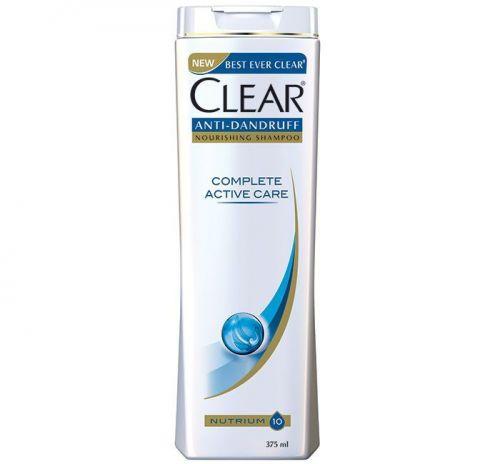 NEW BEST EVER CLEAR
CLEAR
ANTI-DANDRUFF
NOURISHING SHAMPOO
COMPLETE
ACTIVE CARE
NUTRIUM 10
375 ml